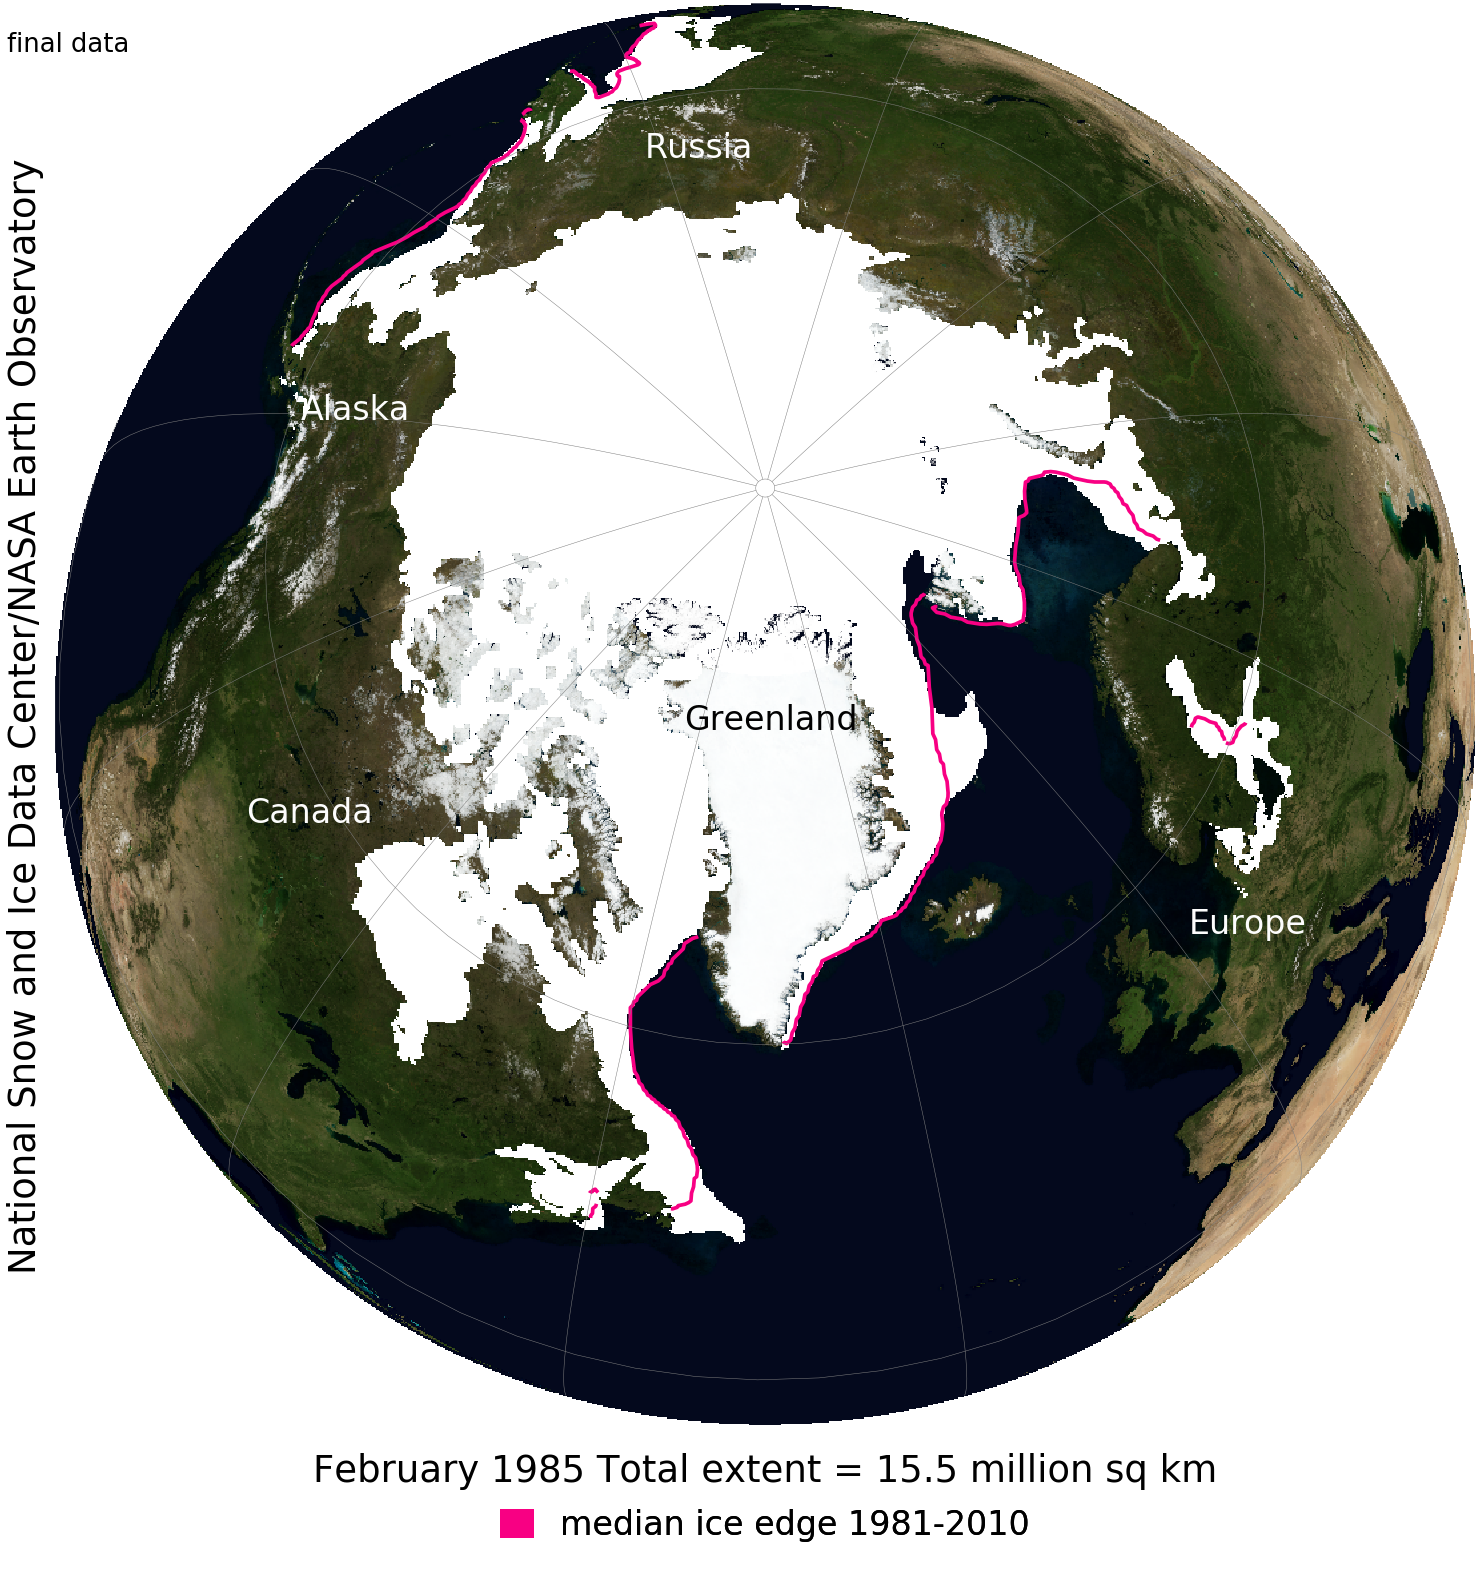 final data
National Snow and Ice Data Center/NASA Earth Observatory
Russia
Alaska
Greenland
Canada
Europe
February 1985 Total extent = 15.5 million sq km
median ice edge 1981-2010